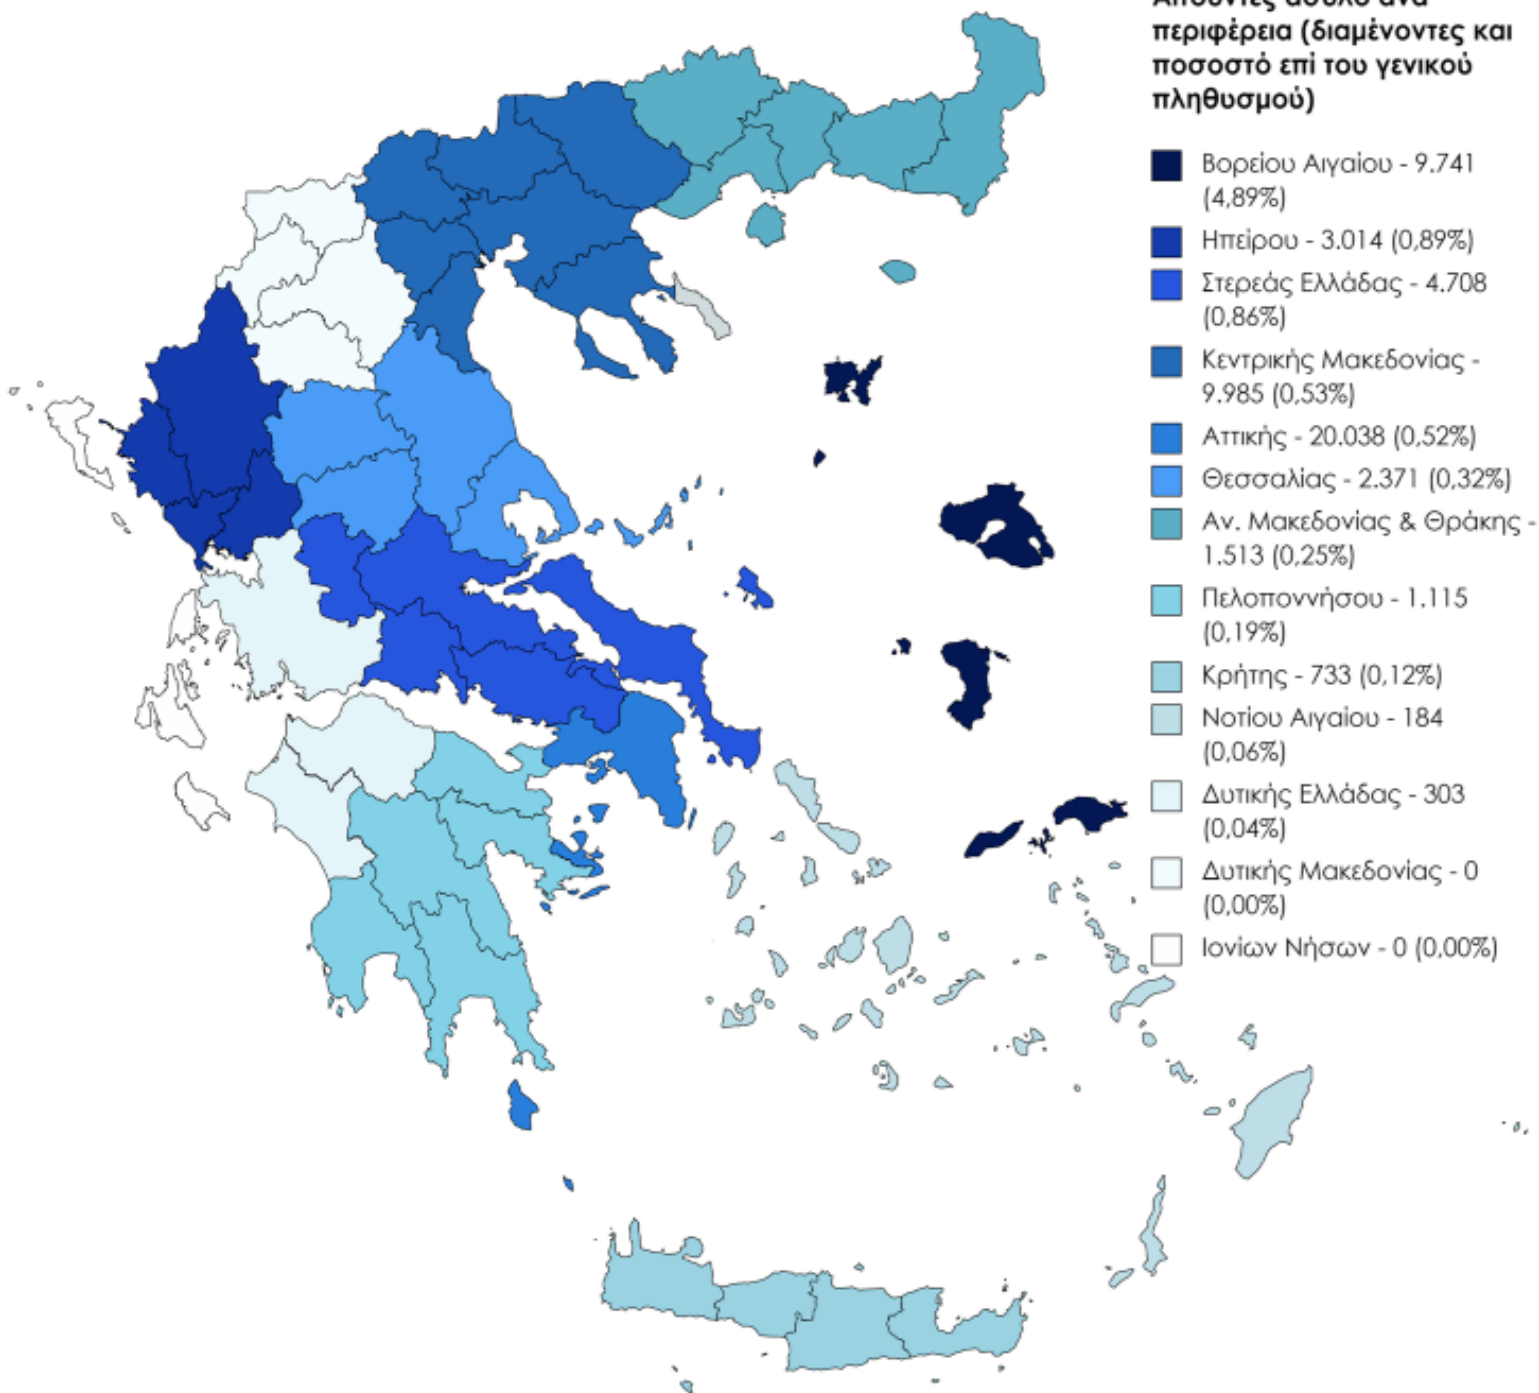 Αιτούντες άσυλο ανά
περιφέρεια (διαμένοντες και
ποσοστό επί του γενικού
πληθυσμού)
Βορείου Αιγαίου - 9.741
(4,89%)
Ηπείρου - 3.014 (0,89%)
Στερεάς Ελλάδας - 4.708
(0,86%)
Κεντρικής Μακεδονίας -
9.985 (0,53%)
Αττικής - 20.038 (0,52%)
Θεσσαλίας - 2.371 (0,32%)
Αν. Μακεδονίας & Θράκης -
1.513 (0,25%)
Πελοποννήσου - 1.115
(0,19%)
Κρήτης - 733 (0,12%)
Νοτίου Αιγαίου - 184
(0,06%)
Δυτικής Ελλάδας - 303
(0,04%)
Δυτικής Μακεδονίας - 0
(0,00%)
Ιονίων Νήσων - 0 (0,00%)